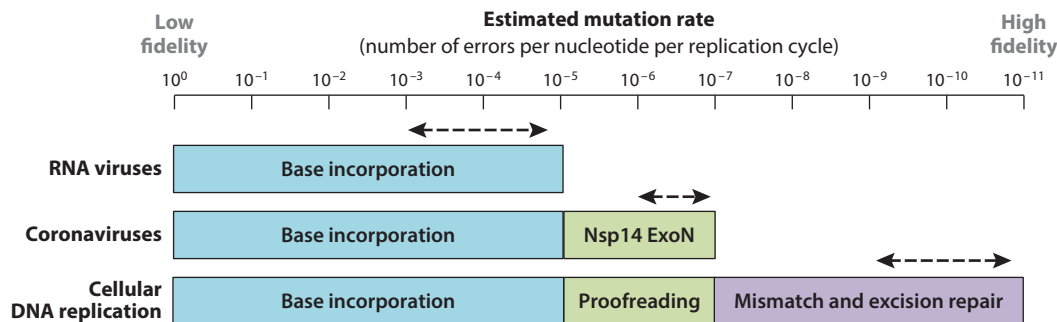 Low fidelity
Estimated mutation rate
(number of errors per nucleotide per replication cycle)
High fidelity
10⁰ 10⁻¹ 10⁻² 10⁻³ 10⁻⁴ 10⁻⁵ 10⁻⁶ 10⁻⁷ 10⁻⁸ 10⁻⁹ 10⁻¹⁰ 10⁻¹¹
RNA viruses
Base incorporation
Coronaviruses
Base incorporation
Nsp14 ExoN
Cellular
DNA replication
Base incorporation
Proofreading
Mismatch and excision repair